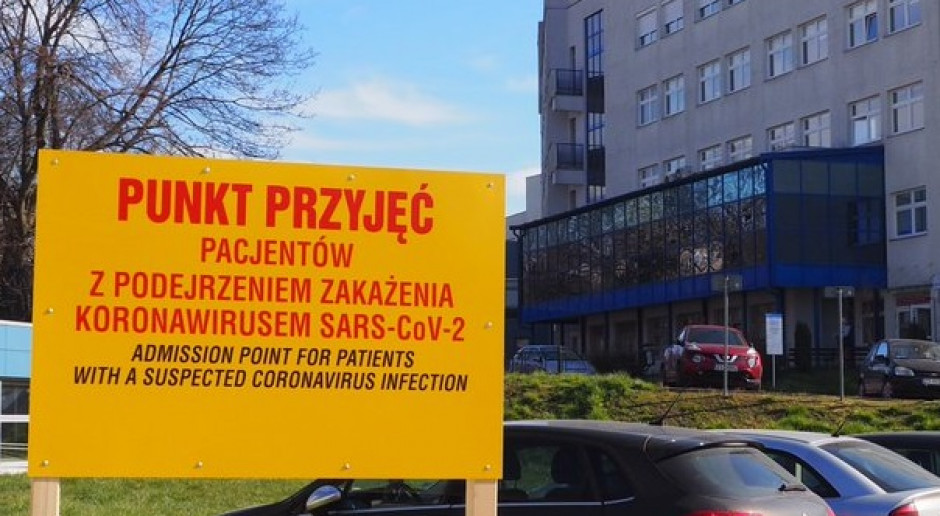 PUNKT PRZYJĘĆ
PACJENTÓW
Z PODEJRZENIEM ZAKAŻENIA
KORONAWIRUSEM SARS-CoV-2
ADMISSION POINT FOR PATIENTS
WITH A SUSPECTED CORONAVIRUS INFECTION